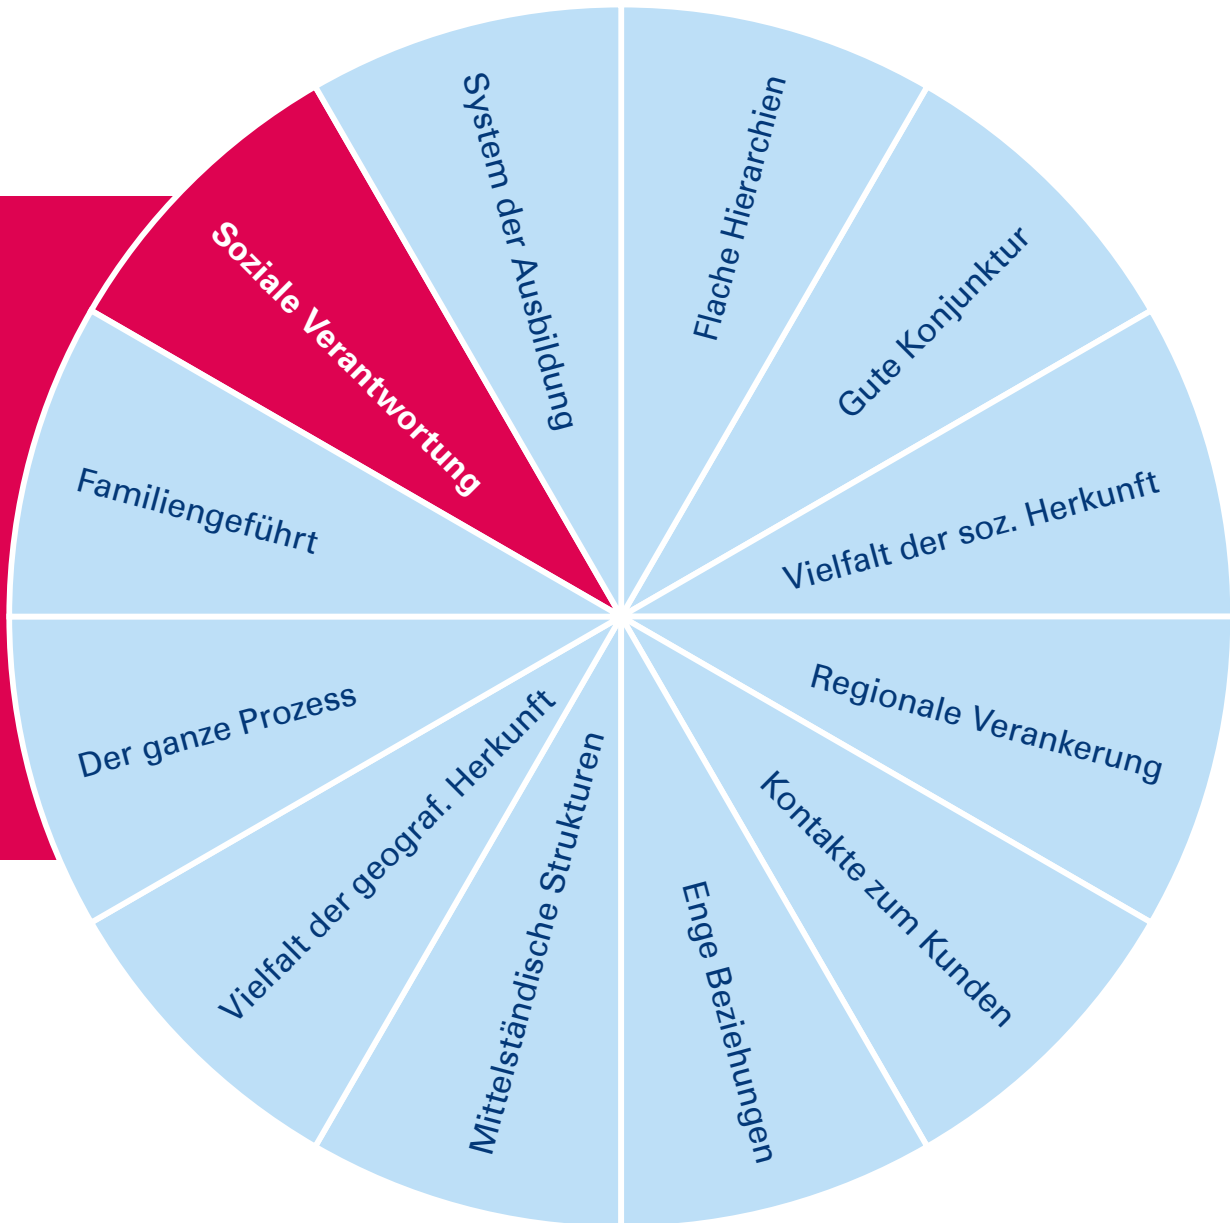 Flache Hierarchien
Gute Konjunktur
Vielfalt der soz. Herkunft
Regionale Verankerung
Kontakte zum Kunden
Enge Beziehungen
Mittelständische Strukturen
Vielfalt der geograf. Herkunft
Der ganze Prozess
Familiengeführt
Soziale Verantwortung
System der Ausbildung